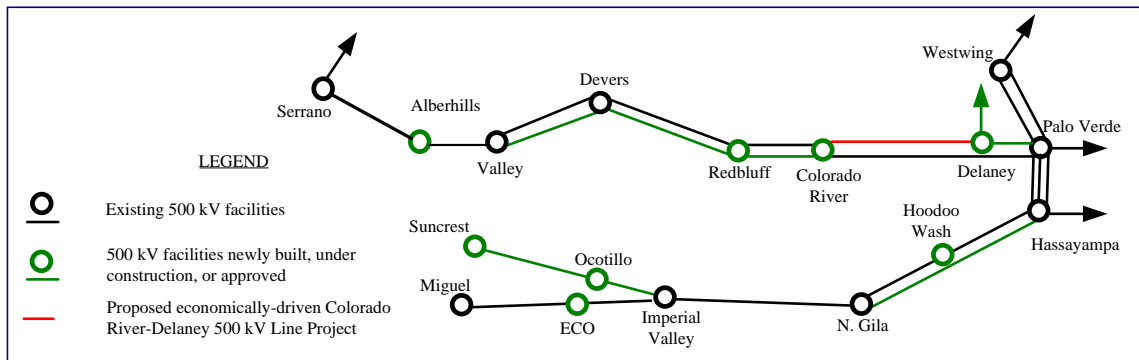 Westwing
Devers
Serrano
Alberhills
Palo Verde
Valley
Redbluff
Colorado
River
Delaney
LEGEND
Existing 500 kV facilities
500 kV facilities newly built, under
construction, or approved
Proposed economically-driven Colorado
River-Delaney 500 kV Line Project
Suncrest
Ocotillo
Miguel
ECO
Imperial
Valley
Hoodoo
Wash
Hassayampa
N. Gila